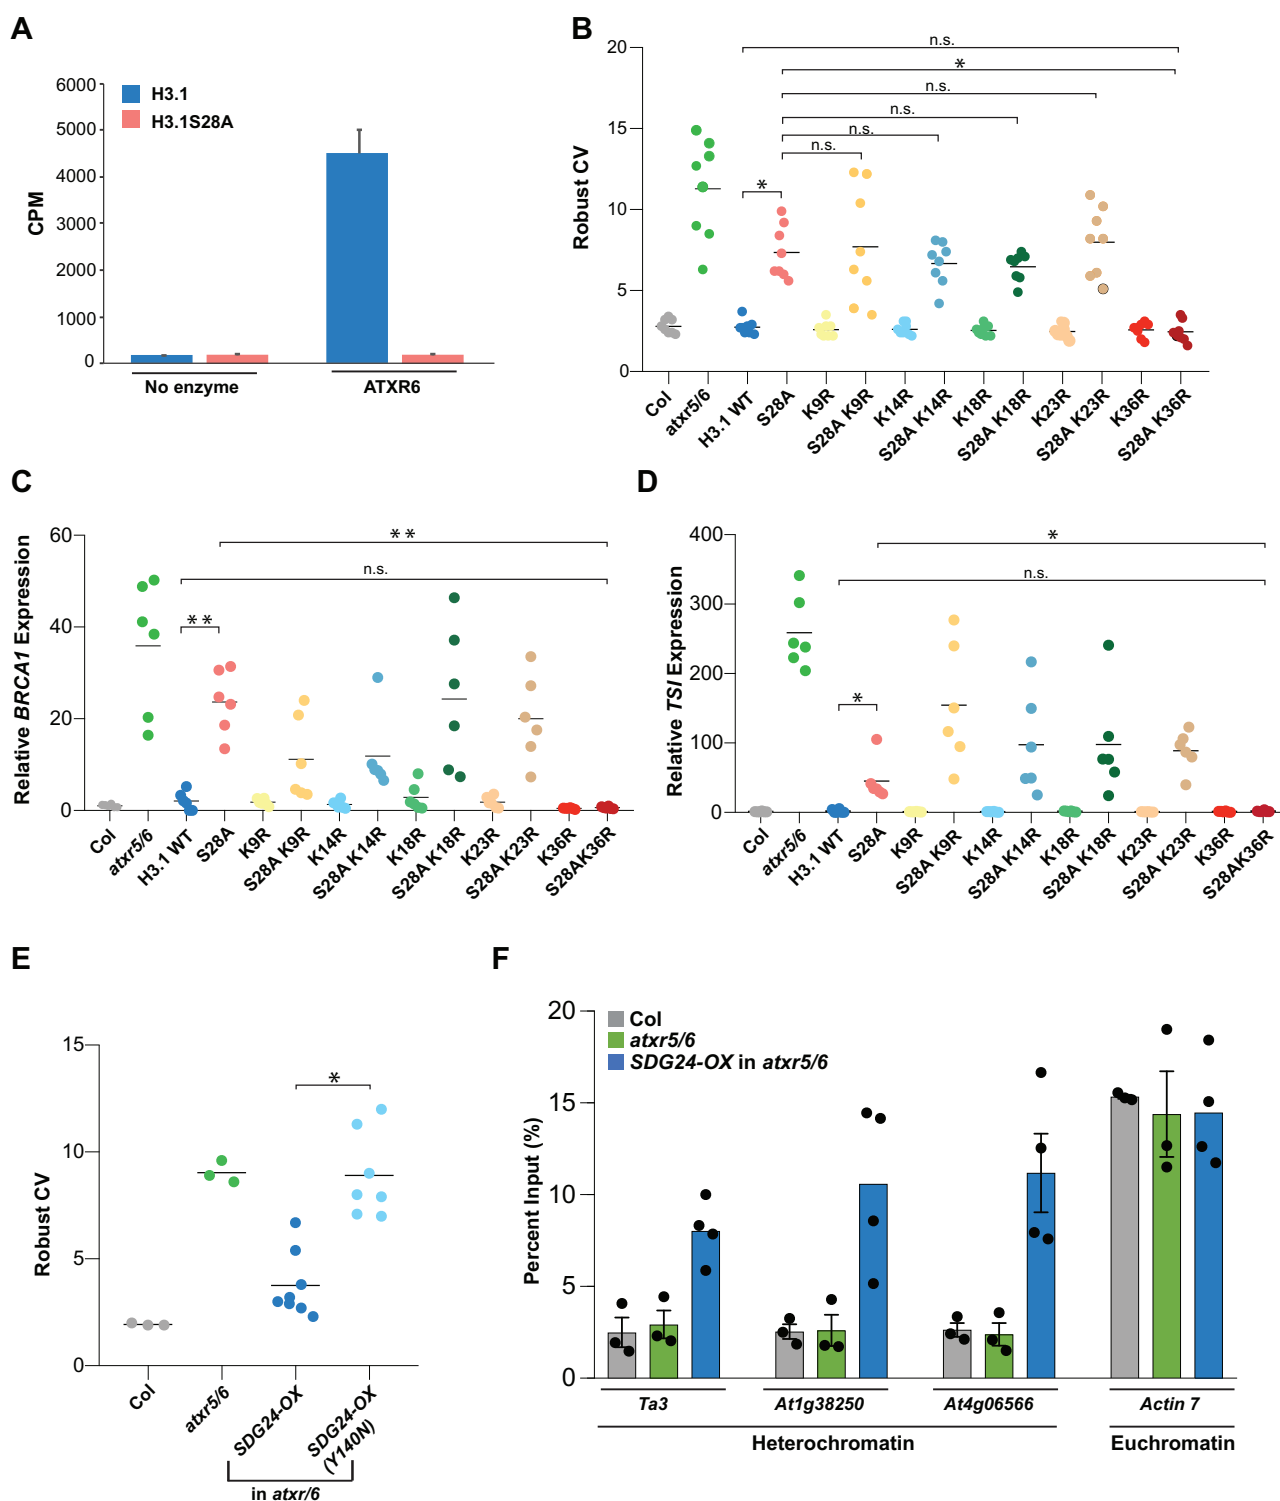 A
6000
5000
4000
3000
2000
1000
0
CPM
H3.1
H3.1S28A
No enzyme
ATXR6
B
20
15
10
5
0
Robust CV
n.s.
*
n.s.
n.s.
n.s.
n.s.
*
Col
atxr5/6
H3.1 WT
S28A
K9R
S28A K9R
K14R
S28A K14R
K18R
S28A K18R
K23R
S28A K23R
K36R
S28A K36R
C
60
40
20
0
Relative BRCA1 Expression
**
n.s.
**
Col
atxr5/6
H3.1 WT
S28A
K9R
S28A K9R
K14R
S28A K14R
K18R
S28A K18R
K23R
S28A K23R
K36R
S28AK36R
D
400
300
200
100
0
Relative TSI Expression
*
n.s.
*
Col
atxr5/6
H3.1 WT
S28A
K9R
S28A K9R
K14R
S28A K14R
K18R
S28A K18R
K23R
S28A K23R
K36R
S28AK36R
E
15
10
5
0
Robust CV
*
Col
atxr5/6
SDG24-OX
SDG24-OX
(Y140N)
in atxr/6
F
20
15
10
5
0
Percent Input (%)
Col
atxr5/6
SDG24-OX in atxr5/6
Ta3
At1g38250
At4g06566
Actin 7
Heterochromatin
Euchromatin